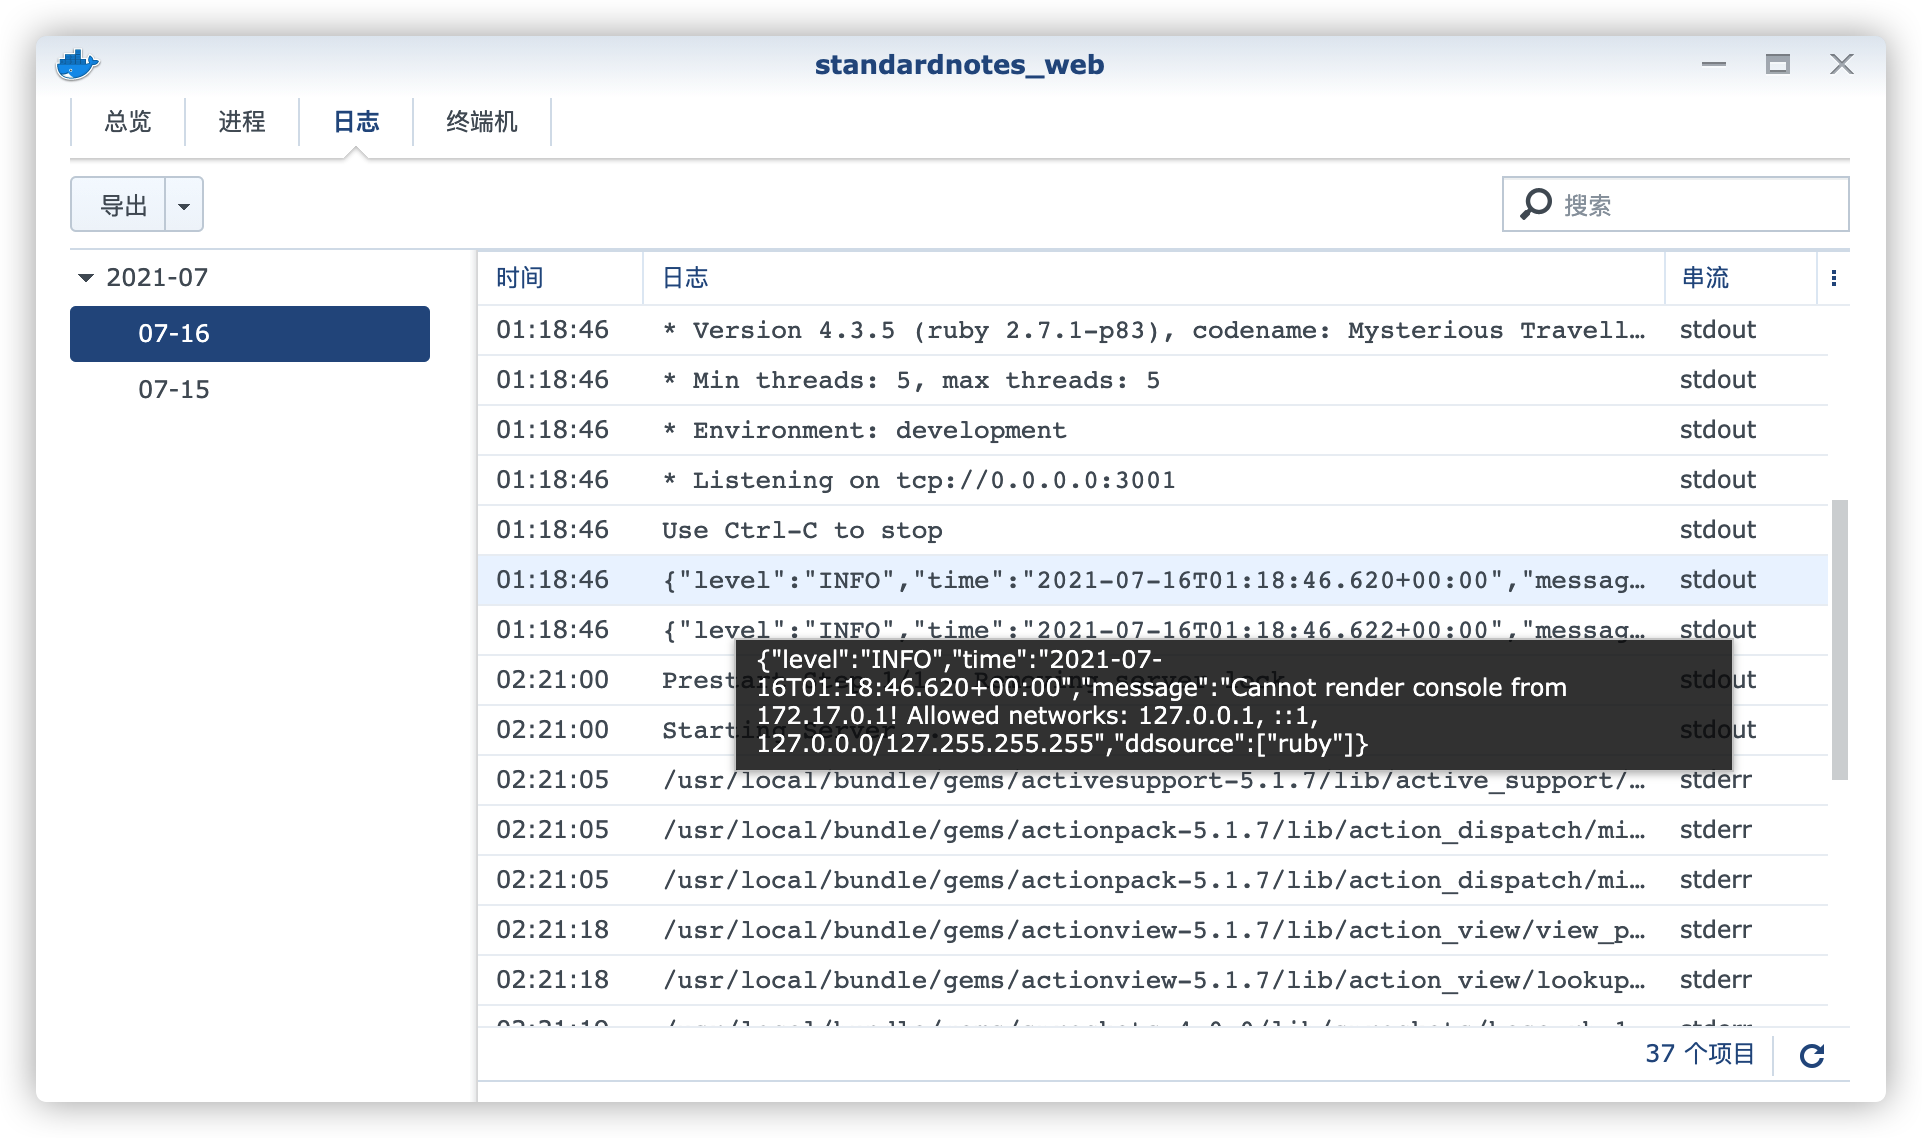 standardnotes_web
总览 进程 日志 终端机
导出 搜索
2021-07
07-16
07-15
时间 日志 串流
01:18:46 * Version 4.3.5 (ruby 2.7.1-p83), codename: Mysterious Travell… stdout
01:18:46 * Min threads: 5, max threads: 5 stdout
01:18:46 * Environment: development stdout
01:18:46 * Listening on tcp://0.0.0.0:3001 stdout
01:18:46 Use Ctrl-C to stop stdout
01:18:46 {"level":"INFO","time":"2021-07-16T01:18:46.620+00:00","messag… stdout
01:18:46 {"level":"INFO","time":"2021-07-16T01:18:46.622+00:00","messag… stdout
{"level":"INFO","time":"2021-07-
16T01:18:46.620+00:00","message":"Cannot render console from
172.17.0.1! Allowed networks: 127.0.0.1, ::1,
127.0.0.0/127.255.255.255","ddsource":["ruby"]}
02:21:00 Prestart Step 1/1 - Removing server lock stdout
02:21:00 Starting Server... stdout
02:21:05 /usr/local/bundle/gems/activesupport-5.1.7/lib/active_support/… stderr
02:21:05 /usr/local/bundle/gems/actionpack-5.1.7/lib/action_dispatch/mi… stderr
02:21:05 /usr/local/bundle/gems/actionpack-5.1.7/lib/action_dispatch/mi… stderr
02:21:18 /usr/local/bundle/gems/actionview-5.1.7/lib/action_view/view_p… stderr
02:21:18 /usr/local/bundle/gems/actionview-5.1.7/lib/action_view/lookup… stderr
37 个项目